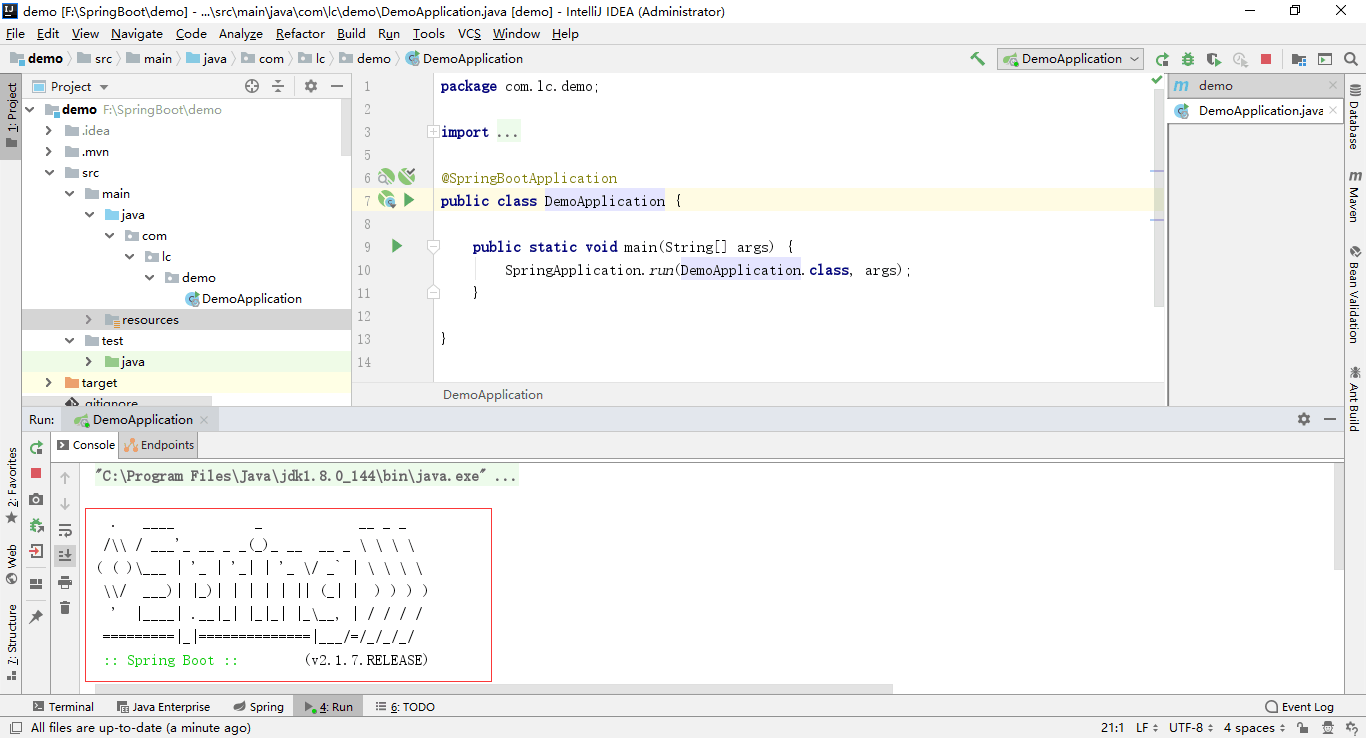 demo [F:\SpringBoot\demo] - ...\src\main\java\com\lc\demo\DemoApplication.java [demo] - IntelliJ IDEA (Administrator)
File Edit View Navigate Code Analyze Refactor Build Run Tools VCS Window Help
demo src main java com lc demo DemoApplication DemoApplication
1: Project
Project
demo F:\SpringBoot\demo
.idea
.mvn
src
main
java
com
lc
demo
DemoApplication
resources
test
java
target
.gitignore
1 package com.lc.demo;
2
3 import ...
5
6 @SpringBootApplication
7 public class DemoApplication {
8
9 public static void main(String[] args) {
10 SpringApplication.run(DemoApplication.class, args);
11 }
12
13 }
14
DemoApplication
m demo
DemoApplication.java
Database
m Maven
Bean Validation
Ant Build
Run: DemoApplication
Console Endpoints
2: Favorites
Web
7: Structure
"C:\Program Files\Java\jdk1.8.0_144\bin\java.exe" ...
  .   ____          _            __ _ _
 /\\ / ___'_ __ _ _(_)_ __  __ _ \ \ \ \
( ( )\___ | '_ | '_| | '_ \/ _` | \ \ \ \
 \\/  ___)| |_)| | | | | || (_| |  ) ) ) )
  '  |____| .__|_| |_|_| |_\__, | / / / /
 =========|_|==============|___/=/_/_/_/
 :: Spring Boot ::        (v2.1.7.RELEASE)
Terminal Java Enterprise Spring 4: Run 6: TODO Event Log
All files are up-to-date (a minute ago) 21:1 LF UTF-8 4 spaces